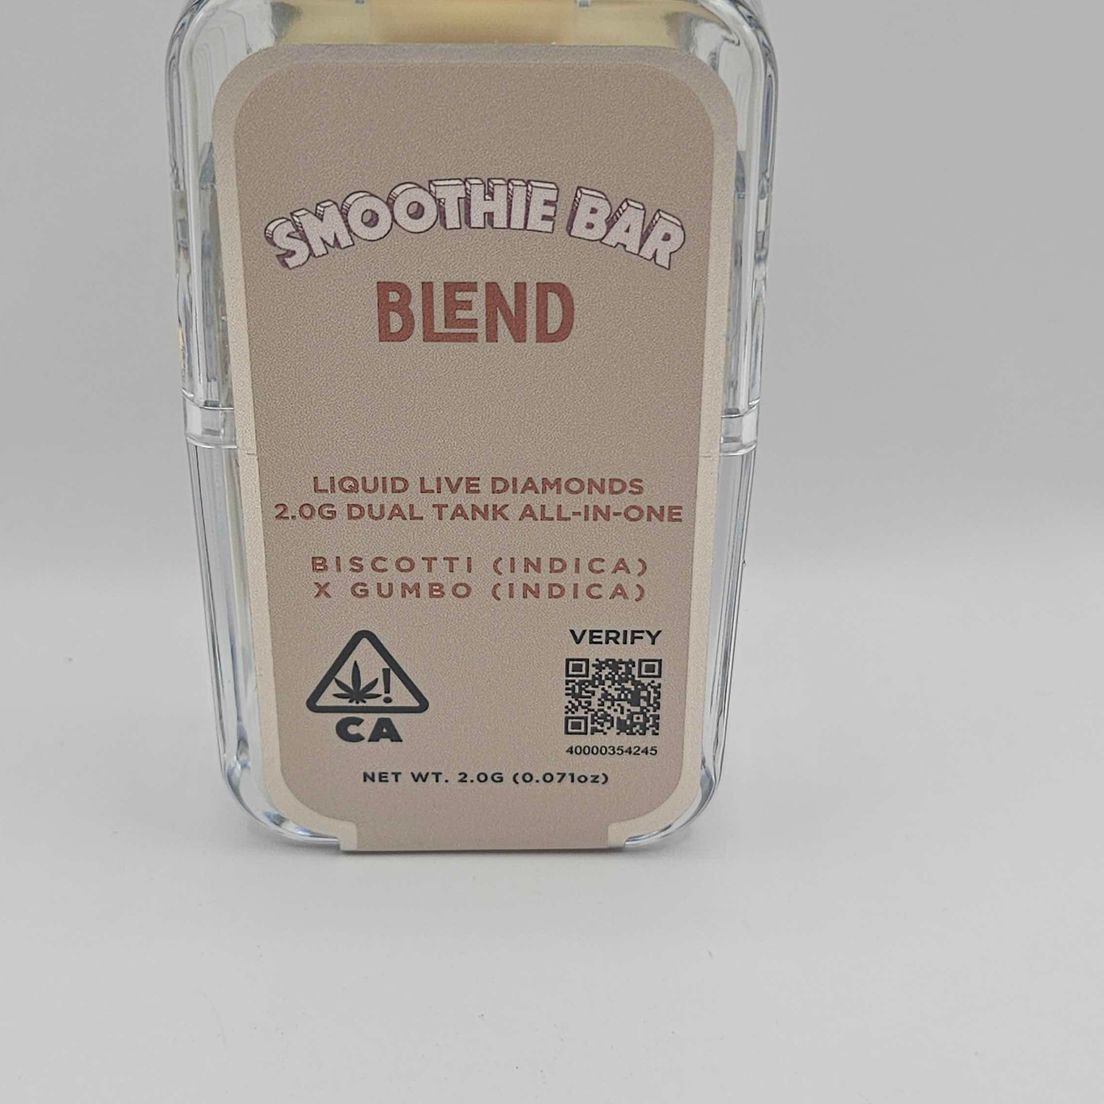 SMOOTHIE BAR
BLEND
LIQUID LIVE DIAMONDS
2.0G DUAL TANK ALL-IN-ONE
BISCOTTI (INDICA)
X GUMBO (INDICA)
VERIFY
CA
40000354245
NET WT. 2.0G (0.071oz)